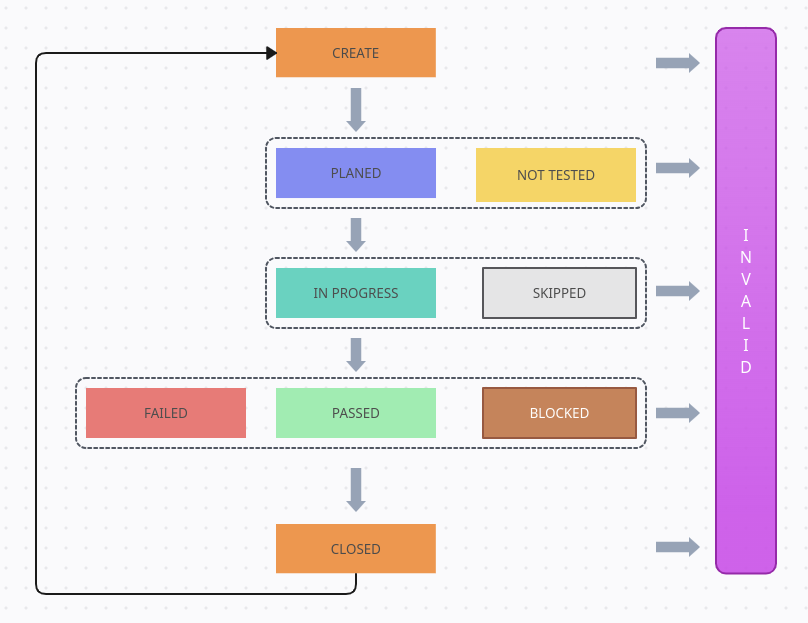 CREATE
PLANED
NOT TESTED
IN PROGRESS
SKIPPED
FAILED
PASSED
BLOCKED
CLOSED
I
N
V
A
L
I
D